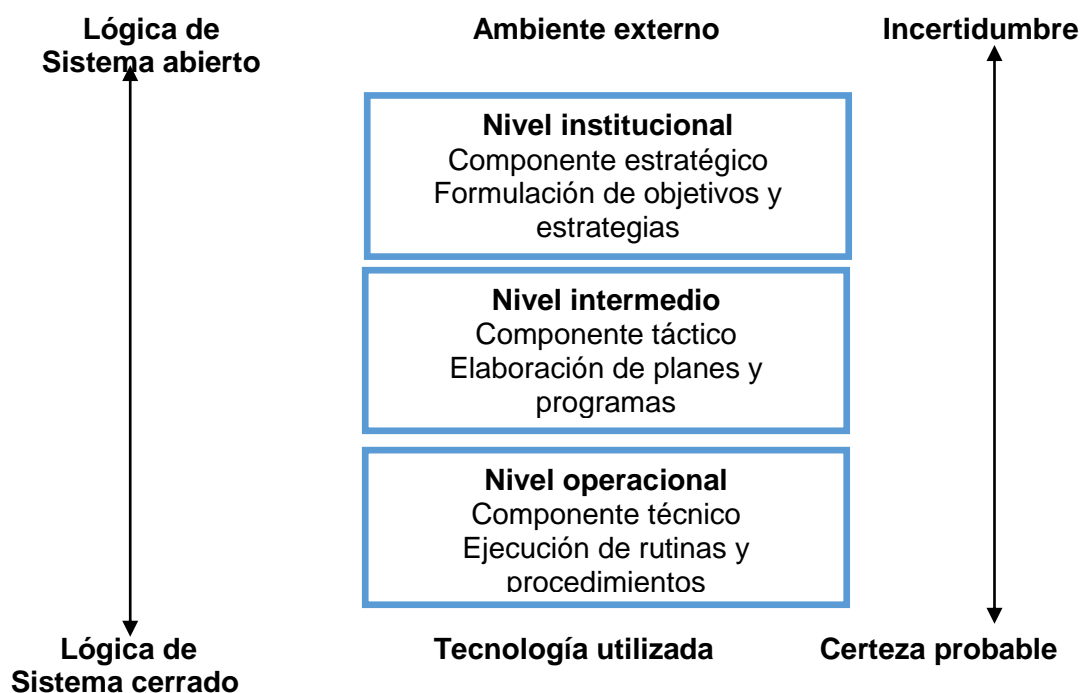 Lógica de
Sistema abierto
Ambiente externo
Incertidumbre
Nivel institucional
Componente estratégico
Formulación de objetivos y
estrategias
Nivel intermedio
Componente táctico
Elaboración de planes y
programas
Nivel operacional
Componente técnico
Ejecución de rutinas y
procedimientos
Lógica de
Sistema cerrado
Tecnología utilizada
Certeza probable